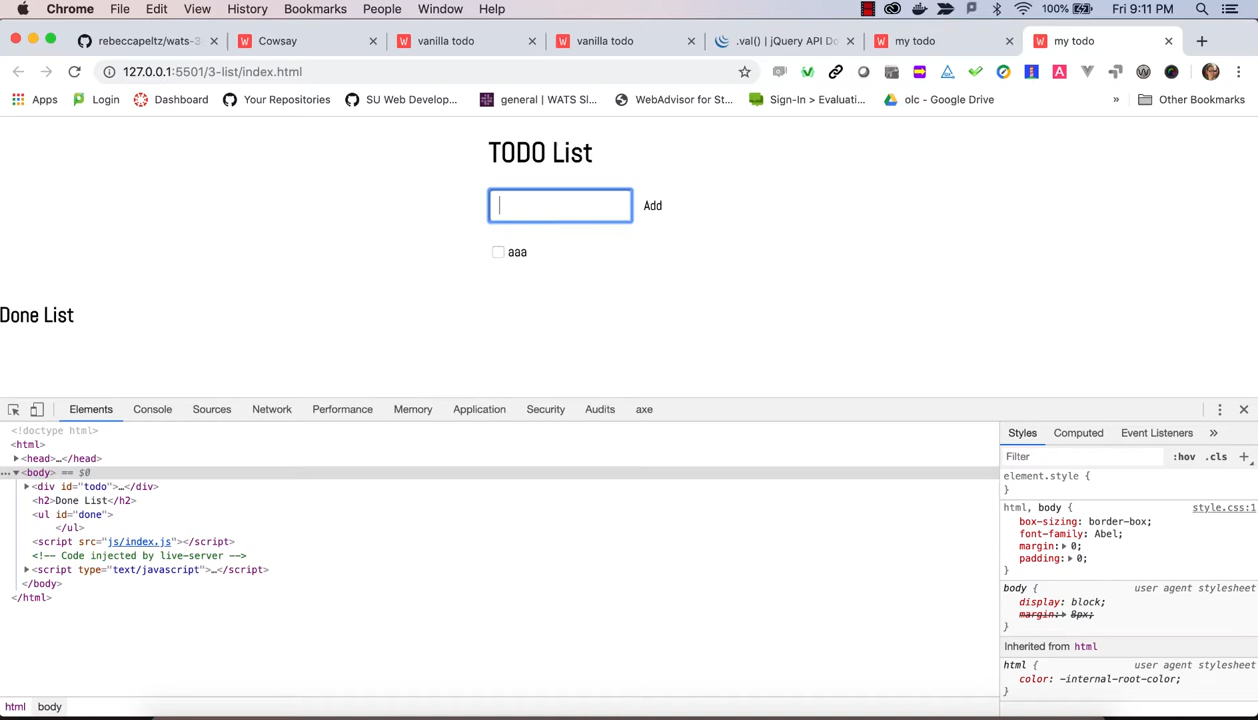 Chrome File Edit View History Bookmarks People Window Help 100% Fri 9:11 PM
rebeccapeltz/wats-3 Cowsay vanilla todo vanilla todo .val() | jQuery API Do my todo my todo
127.0.0.1:5501/3-list/index.html
Apps Login Dashboard Your Repositories SU Web Develop... general | WATS Sl... WebAdvisor for St... Sign-In > Evaluati... olc - Google Drive » Other Bookmarks
TODO List
Add
aaa
Done List
Elements Console Sources Network Performance Memory Application Security Audits axe
<!doctype html>
<html>
<head>…</head>
<body> == $0
<div id="todo">…</div>
<h2>Done List</h2>
<ul id="done">
</ul>
<script src="js/index.js"></script>
<!-- Code injected by live-server -->
<script type="text/javascript">…</script>
</body>
</html>
html body
Styles Computed Event Listeners »
Filter :hov .cls +
element.style {
}
html, body { style.css:1
box-sizing: border-box;
font-family: Abel;
margin: 0;
padding: 0;
}
body { user agent stylesheet
display: block;
margin: 8px;
}
Inherited from html
html { user agent stylesheet
color: -internal-root-color;
}